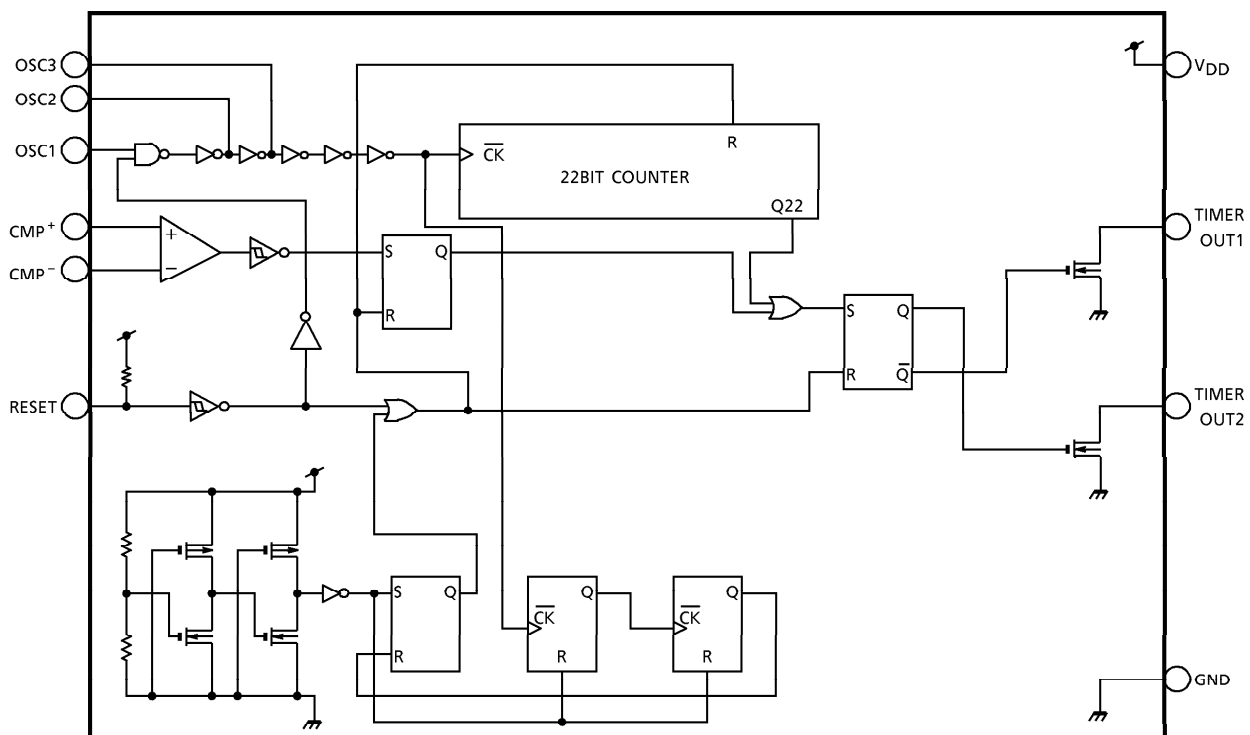 OSC3
OSC2
OSC1
CMP+
CMP−
RESET
VDD
TIMER
OUT1
TIMER
OUT2
GND
R
CK
22BIT COUNTER
Q22
S Q
R
S Q
R Q
S Q
R
CK Q
R
CK Q
R
+
−